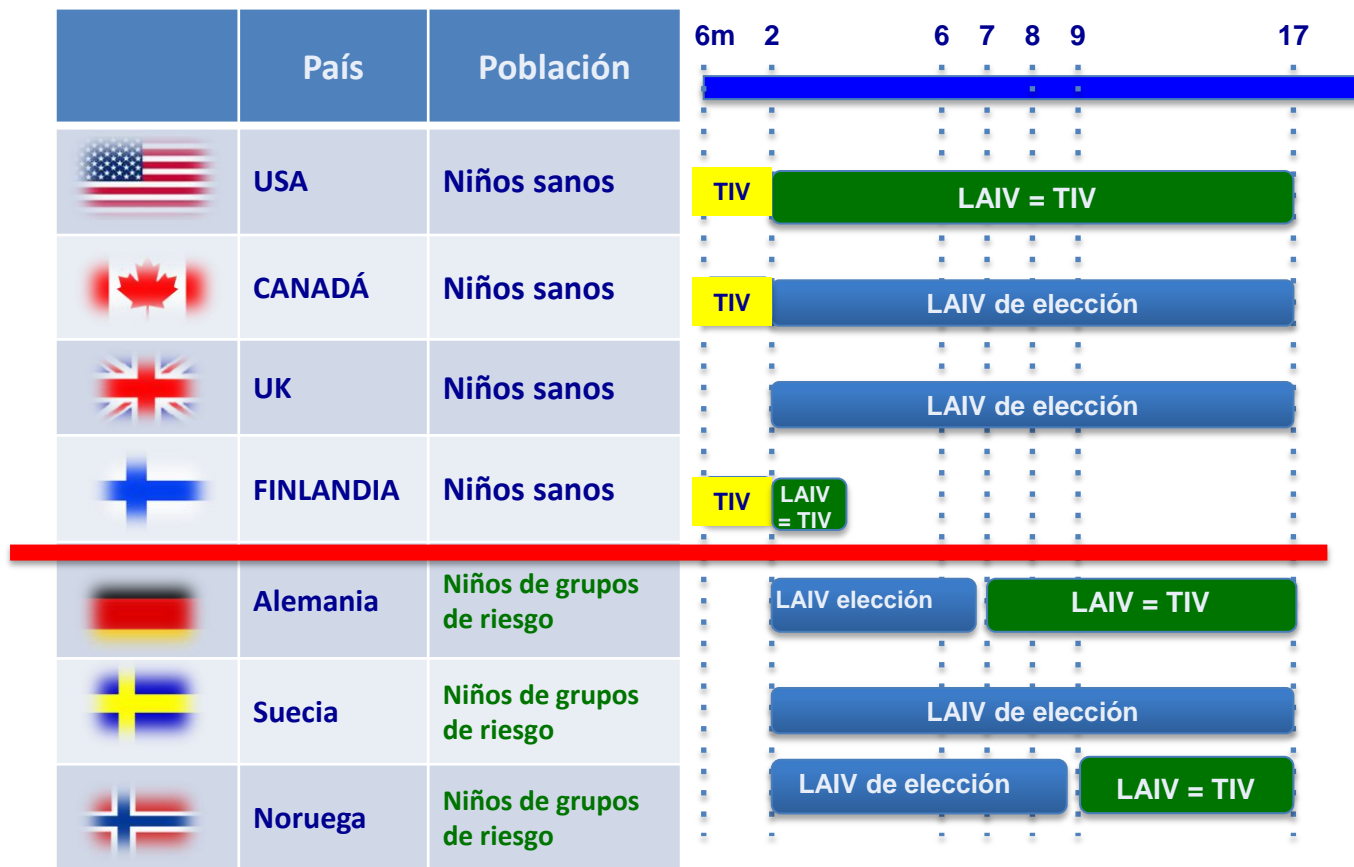 País
Población
6m 2 6 7 8 9 17
USA
Niños sanos
TIV
LAIV = TIV
CANADÁ
Niños sanos
TIV
LAIV de elección
UK
Niños sanos
LAIV de elección
FINLANDIA
Niños sanos
TIV
LAIV
= TIV
Alemania
Niños de grupos
de riesgo
LAIV elección
LAIV = TIV
Suecia
Niños de grupos
de riesgo
LAIV de elección
Noruega
Niños de grupos
de riesgo
LAIV de elección
LAIV = TIV